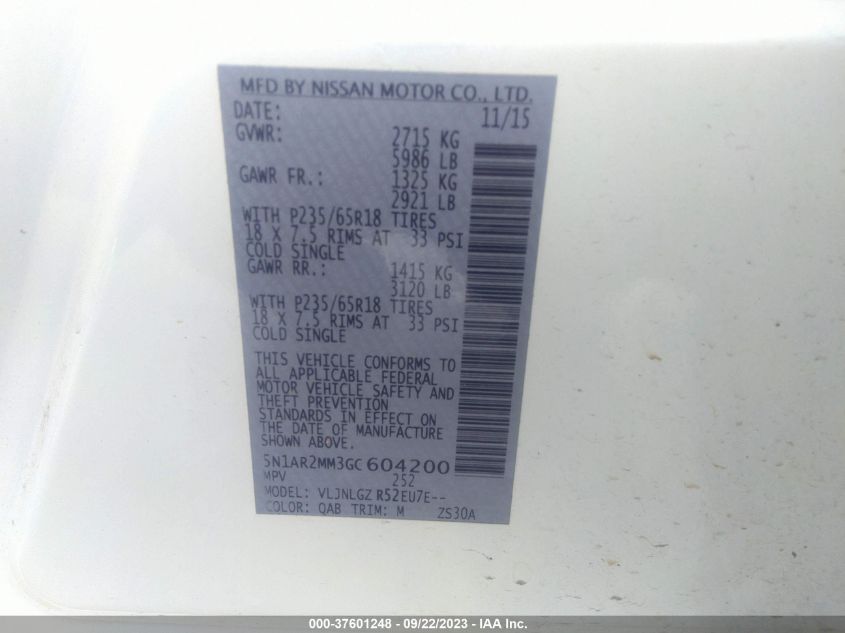 MFD BY NISSAN MOTOR CO., LTD.
DATE: 11/15
GVWR: 2715 KG
5986 LB
GAWR FR.: 1325 KG
2921 LB
WITH P235/65R18 TIRES
18 X 7.5 RIMS AT 33 PSI
COLD SINGLE
GAWR RR.: 1415 KG
3120 LB
WITH P235/65R18 TIRES
18 X 7.5 RIMS AT 33 PSI
COLD SINGLE
THIS VEHICLE CONFORMS TO
ALL APPLICABLE FEDERAL
MOTOR VEHICLE SAFETY AND
THEFT PREVENTION
STANDARDS IN EFFECT ON
THE DATE OF MANUFACTURE
SHOWN ABOVE.
5N1AR2MM3GC604200
MPV 252
MODEL: VLJNLGZ R52EU7E--
COLOR: QAB TRIM: M ZS30A
000-37601248 - 09/22/2023 - IAA Inc.